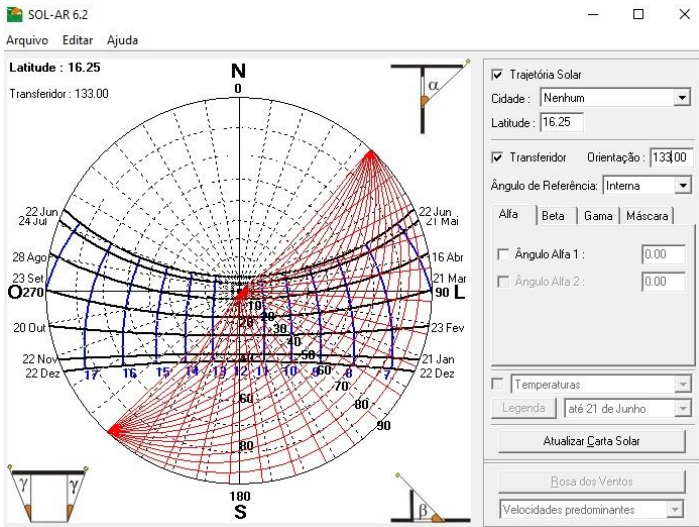 SOL-AR 6.2
Arquivo Editar Ajuda
Latitude : 16.25
Transferidor : 133.00
N
0
α
22 Jun
24 Jul
28 Ago
23 Set
O 270
20 Out
22 Nov
22 Dez
22 Jun
21 Mai
16 Abr
21 Mar
90 L
23 Fev
21 Jan
22 Dez
10
20
30
40
50
60
70
80
90
20
40
60
80
17 16 15 14 13 12 11 10 9 8 7
180
S
γ γ
β
Trajetória Solar
Cidade : Nenhum
Latitude : 16.25
Transferidor Orientação : 133.00
Ângulo de Referência: Interna
Alfa Beta Gama Máscara
Ângulo Alfa 1 : 0.00
Ângulo Alfa 2 : 0.00
Temperaturas
Legenda até 21 de Junho
Atualizar Carta Solar
Rosa dos Ventos
Velocidades predominantes